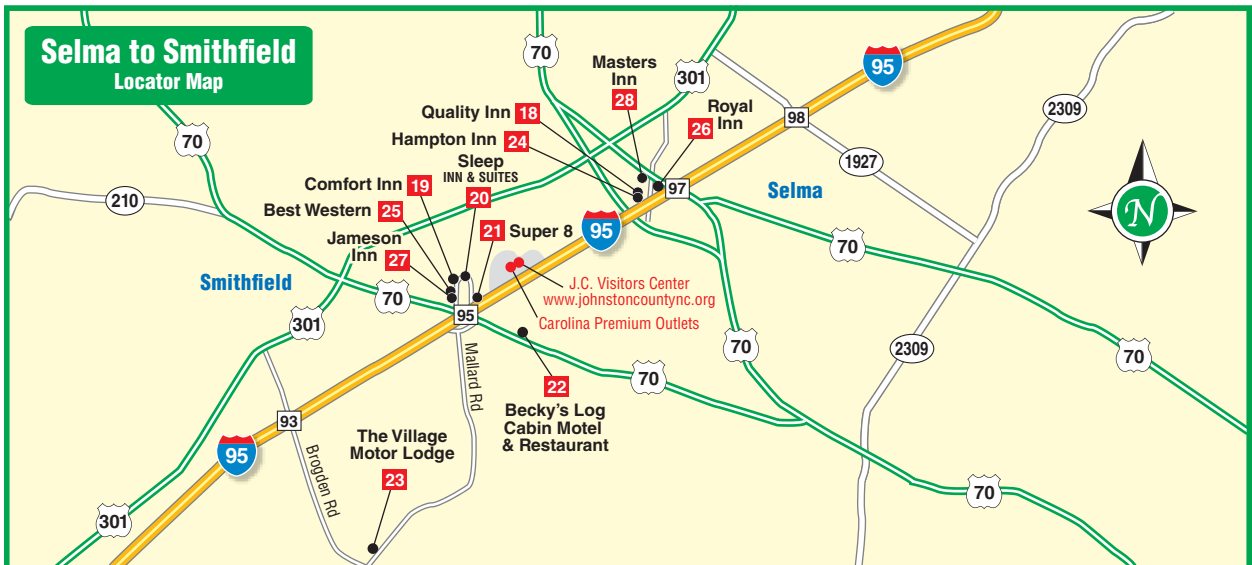 Selma to Smithfield
Locator Map
70
301
95
Masters
Inn
28
Quality Inn 18
Royal
Inn
26
Hampton Inn 24
98
2309
70
1927
Sleep
INN & SUITES
20
Comfort Inn 19
97
Selma
N
210
Best Western 25
21 Super 8
95
Jameson
Inn 27
70
Smithfield
J.C. Visitors Center
www.johnstoncountync.org
70
95
Carolina Premium Outlets
301
70
2309
70
Mallard Rd
70
22
Becky's Log
Cabin Motel
& Restaurant
93
The Village
Motor Lodge
23
95
Brogden Rd
70
301